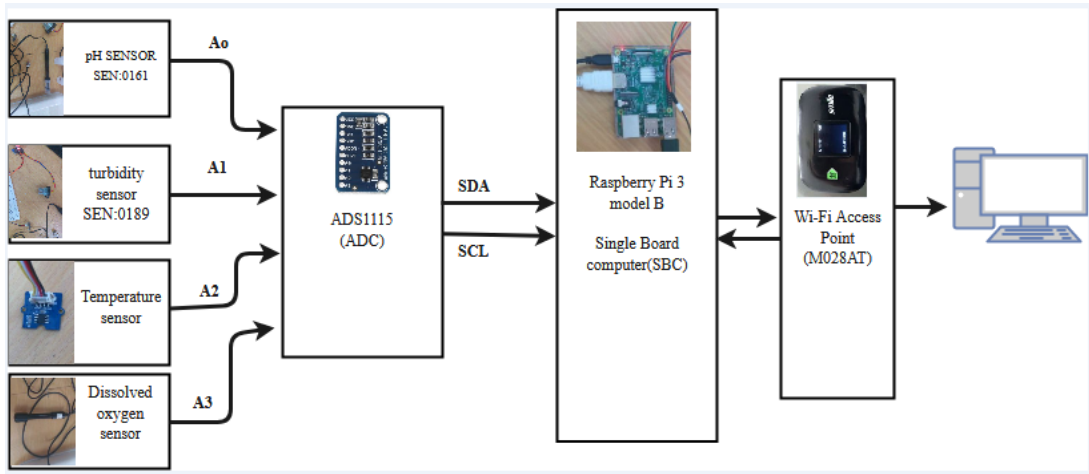 pH SENSOR
SEN:0161
Ao
turbidity
sensor
SEN:0189
A1
Temperature
sensor
A2
Dissolved
oxygen
sensor
A3
ADS1115
(ADC)
SDA
SCL
Raspberry Pi 3
model B
Single Board
computer(SBC)
smile
Wi-Fi Access
Point
(M028AT)